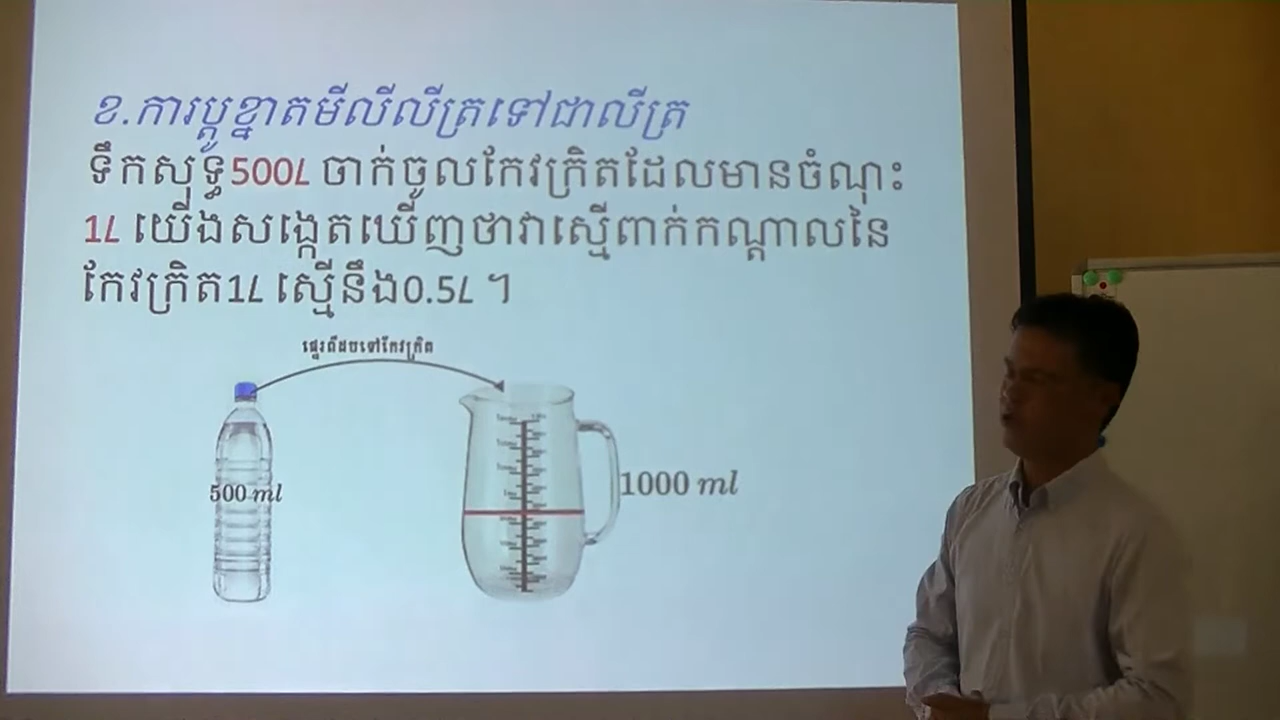 ខ.ការប្តូរខ្នាតមីលីលីត្រទៅជាលីត្រ
ទឹកសុទ្ធ500L ចាក់ចូលកែវក្រិតដែលមានចំណុះ
1L យើងសង្កេតឃើញថាវាស្មើពាក់កណ្តាលនៃ
កែវក្រិត1L ស្មើនឹង0.5L ។
ផ្ទេរពីដបទៅកែវក្រិត
500 ml
1000 ml